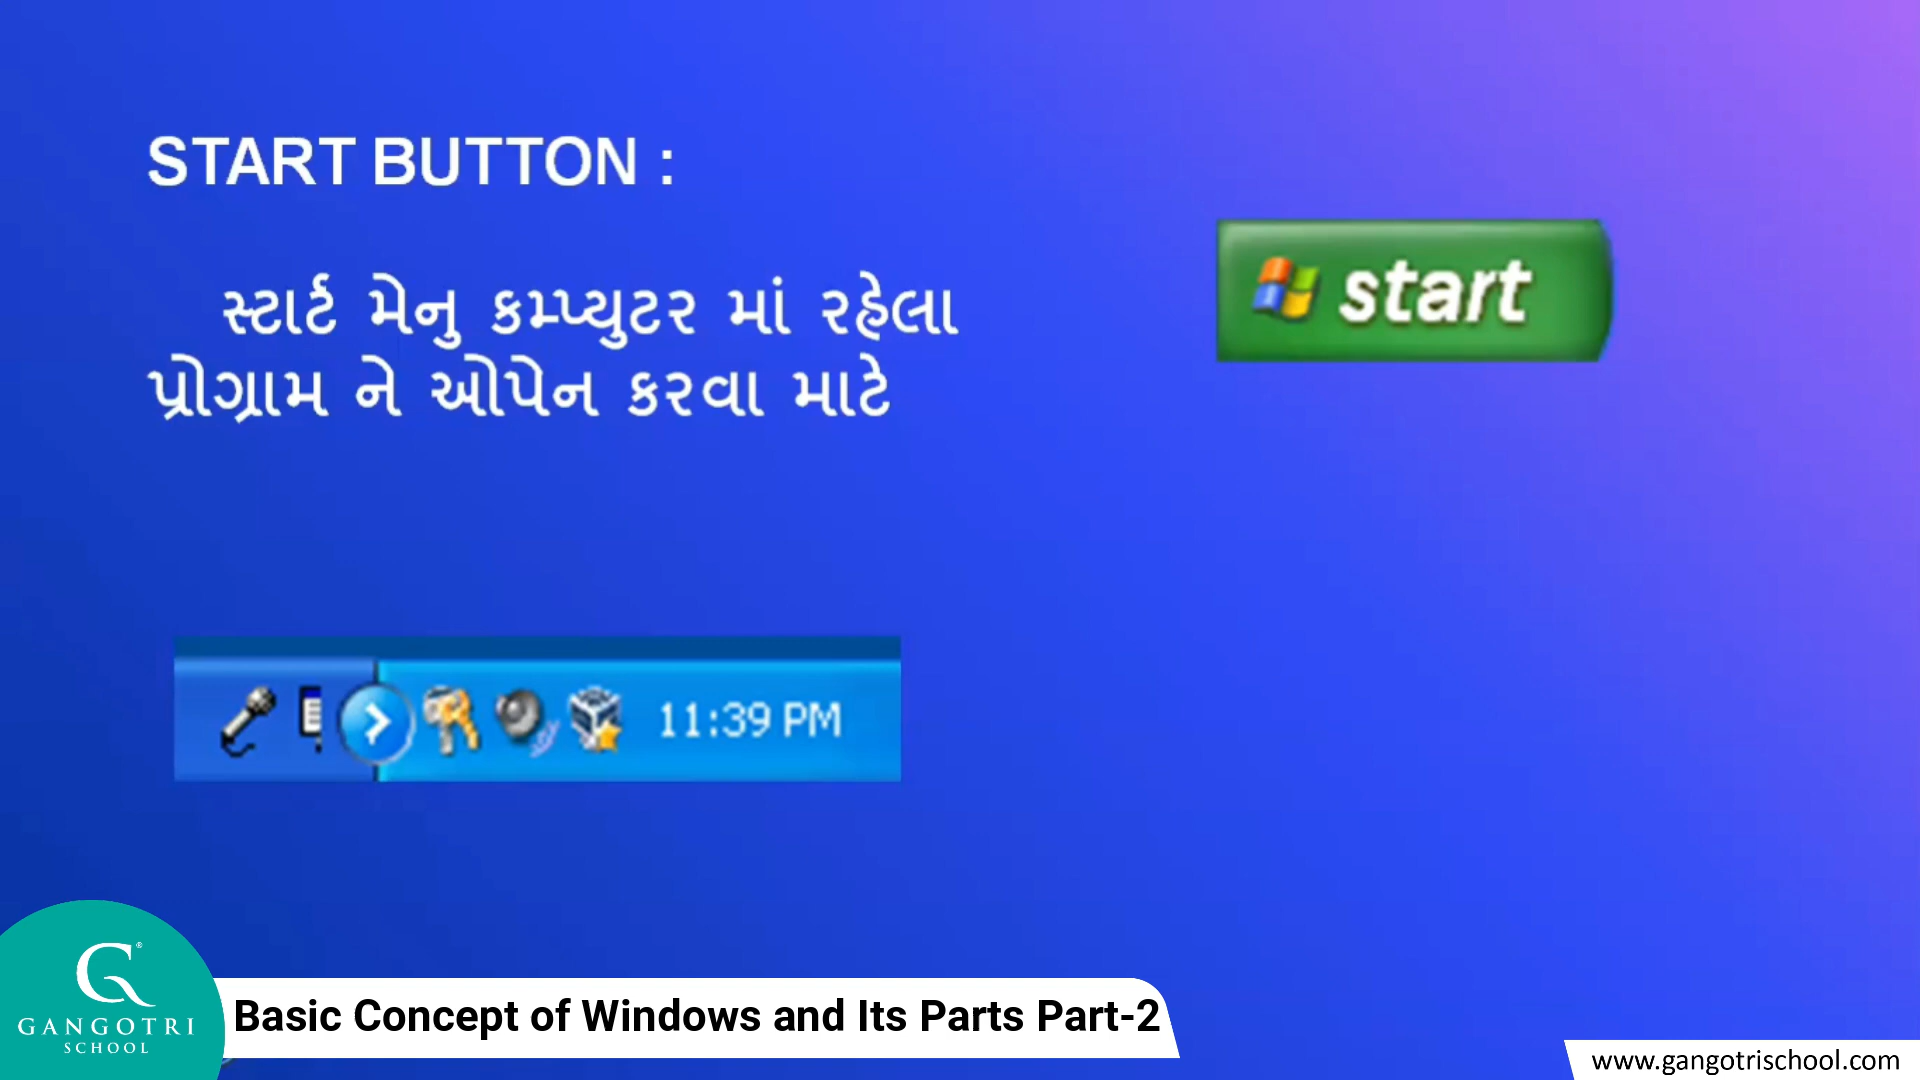 START BUTTON :
સ્ટાર્ટ મેનુ કમ્પ્યુટર માં રહેલા
પ્રોગ્રામ ને ઓપેન કરવા માટે
start
11:39 PM
G®
GANGOTRI
SCHOOL
Basic Concept of Windows and Its Parts Part-2
www.gangotrischool.com